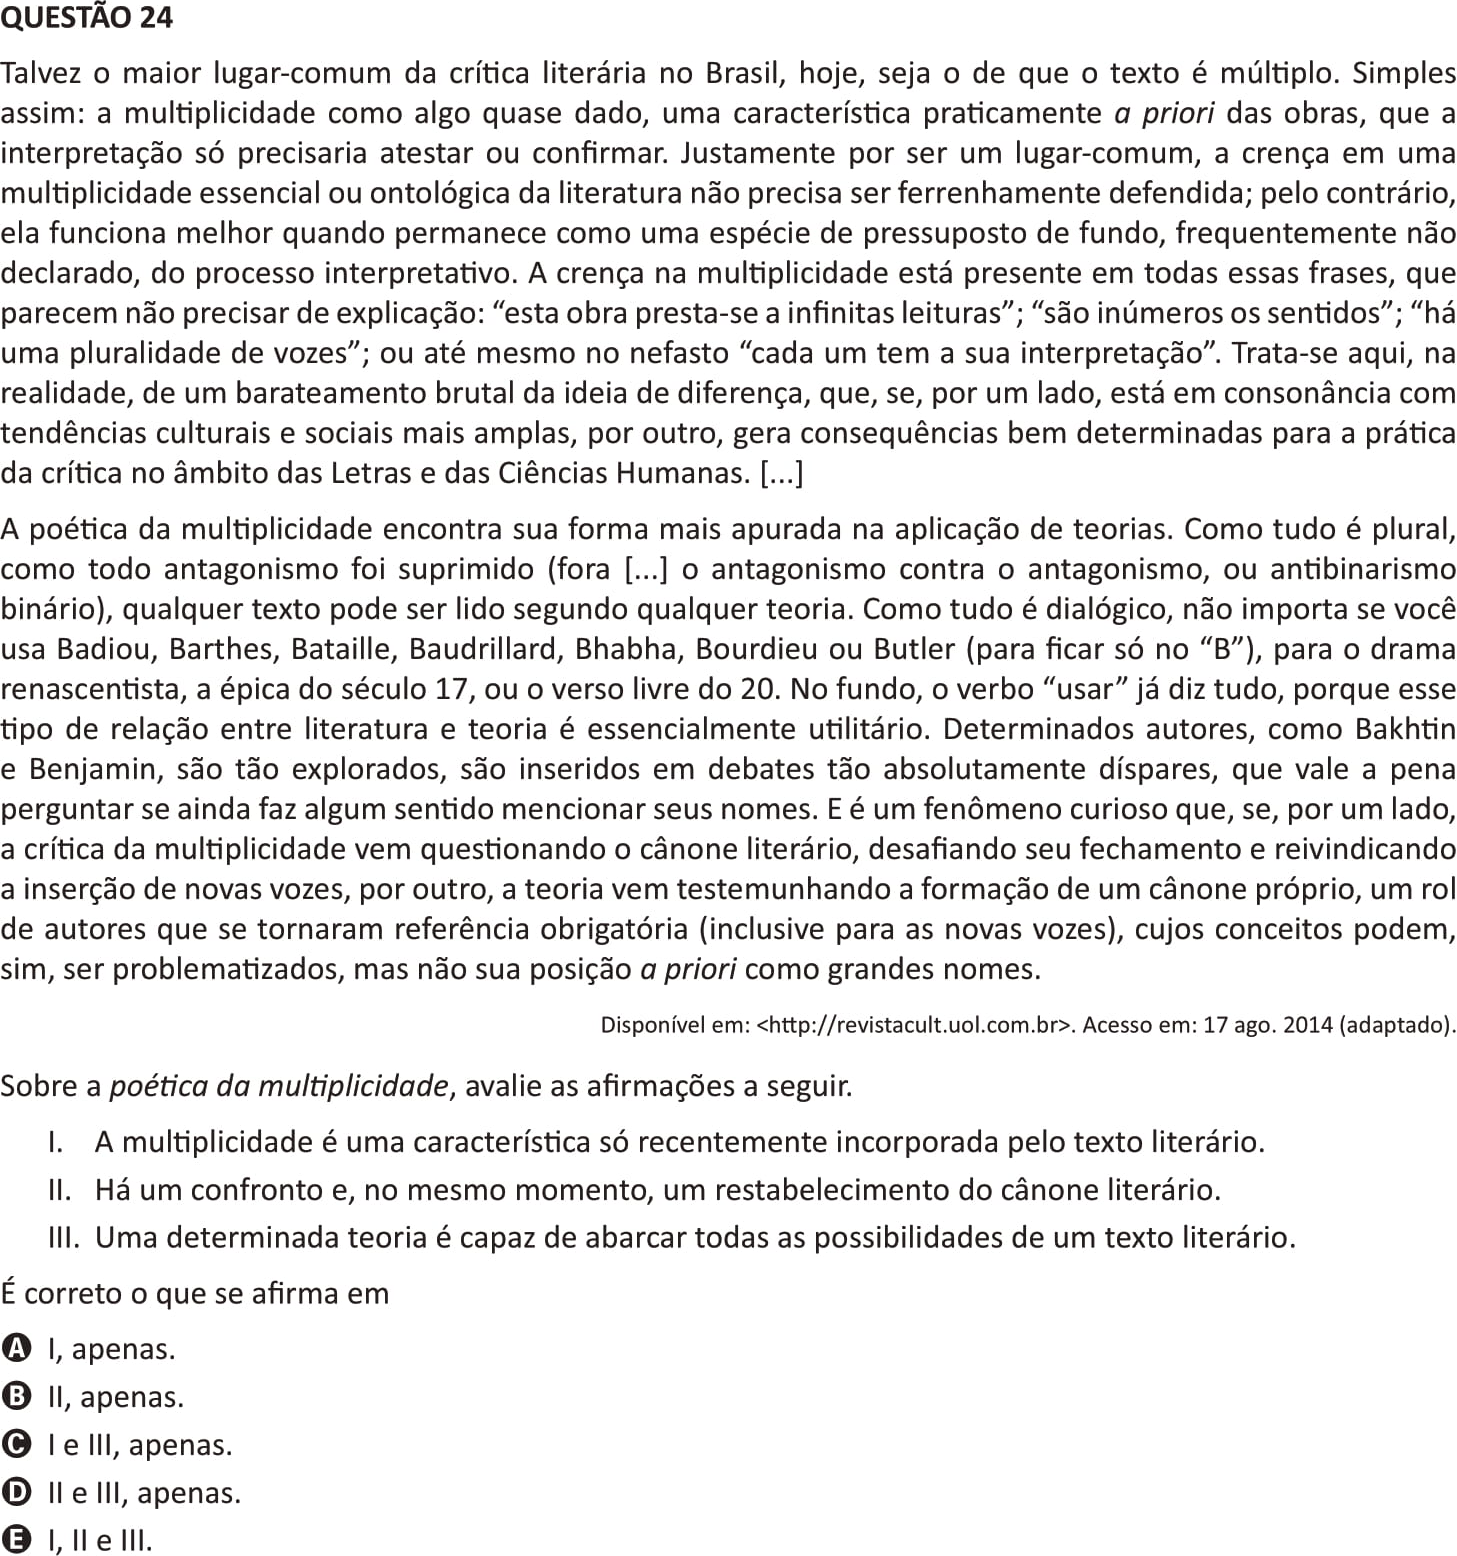 QUESTÃO 24
Talvez o maior lugar-comum da crítica literária no Brasil, hoje, seja o de que o texto é múltiplo. Simples
assim: a multiplicidade como algo quase dado, uma característica praticamente a priori das obras, que a
interpretação só precisaria atestar ou confirmar. Justamente por ser um lugar-comum, a crença em uma
multiplicidade essencial ou ontológica da literatura não precisa ser ferrenhamente defendida; pelo contrário,
ela funciona melhor quando permanece como uma espécie de pressuposto de fundo, frequentemente não
declarado, do processo interpretativo. A crença na multiplicidade está presente em todas essas frases, que
parecem não precisar de explicação: “esta obra presta-se a infinitas leituras”; “são inúmeros os sentidos”; “há
uma pluralidade de vozes”; ou até mesmo no nefasto “cada um tem a sua interpretação”. Trata-se aqui, na
realidade, de um barateamento brutal da ideia de diferença, que, se, por um lado, está em consonância com
tendências culturais e sociais mais amplas, por outro, gera consequências bem determinadas para a prática
da crítica no âmbito das Letras e das Ciências Humanas. [...]
A poética da multiplicidade encontra sua forma mais apurada na aplicação de teorias. Como tudo é plural,
como todo antagonismo foi suprimido (fora [...] o antagonismo contra o antagonismo, ou antibinarismo
binário), qualquer texto pode ser lido segundo qualquer teoria. Como tudo é dialógico, não importa se você
usa Badiou, Barthes, Bataille, Baudrillard, Bhabha, Bourdieu ou Butler (para ficar só no “B”), para o drama
renascentista, a épica do século 17, ou o verso livre do 20. No fundo, o verbo “usar” já diz tudo, porque esse
tipo de relação entre literatura e teoria é essencialmente utilitário. Determinados autores, como Bakhtin
e Benjamin, são tão explorados, são inseridos em debates tão absolutamente díspares, que vale a pena
perguntar se ainda faz algum sentido mencionar seus nomes. E é um fenômeno curioso que, se, por um lado,
a crítica da multiplicidade vem questionando o cânone literário, desafiando seu fechamento e reivindicando
a inserção de novas vozes, por outro, a teoria vem testemunhando a formação de um cânone próprio, um rol
de autores que se tornaram referência obrigatória (inclusive para as novas vozes), cujos conceitos podem,
sim, ser problematizados, mas não sua posição a priori como grandes nomes.
Disponível em: <http://revistacult.uol.com.br>. Acesso em: 17 ago. 2014 (adaptado).
Sobre a poética da multiplicidade, avalie as afirmações a seguir.
I. A multiplicidade é uma característica só recentemente incorporada pelo texto literário.
II. Há um confronto e, no mesmo momento, um restabelecimento do cânone literário.
III. Uma determinada teoria é capaz de abarcar todas as possibilidades de um texto literário.
É correto o que se afirma em
A I, apenas.
B II, apenas.
C I e III, apenas.
D II e III, apenas.
E I, II e III.